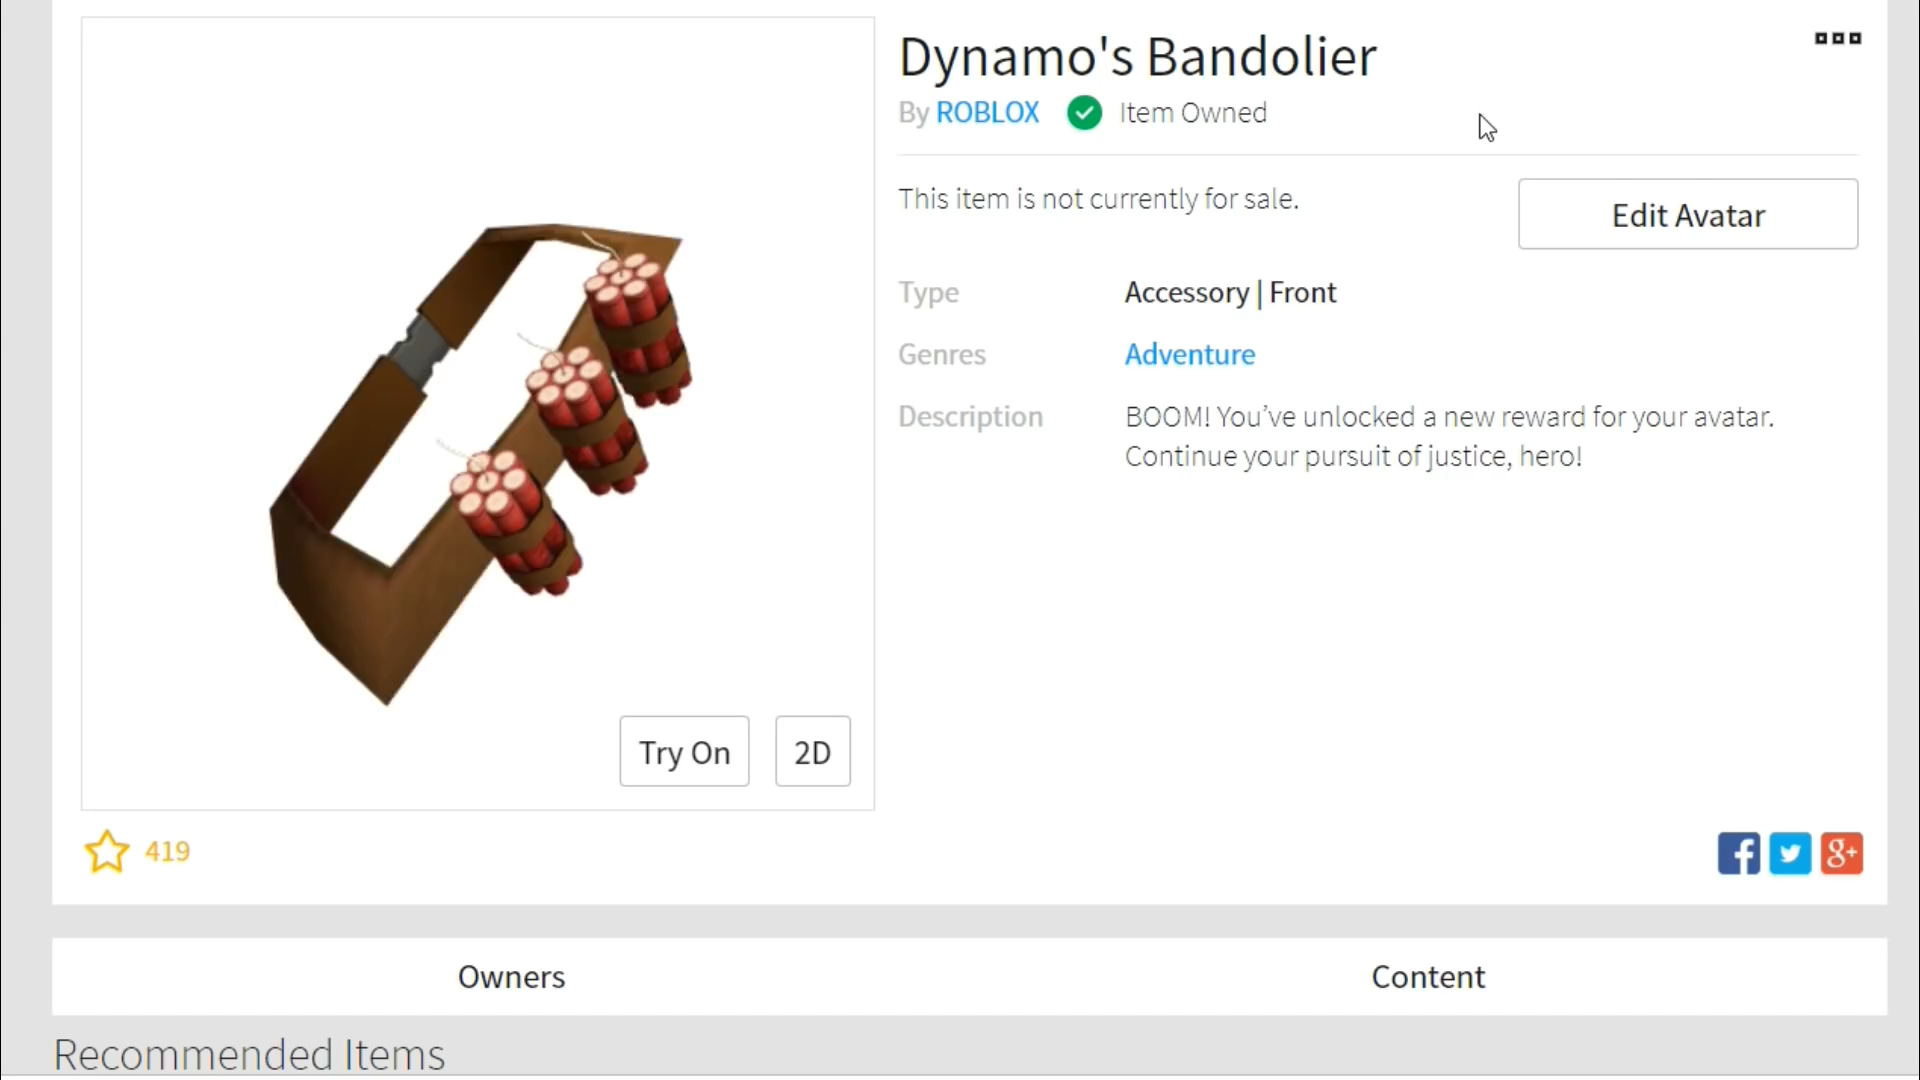 Dynamo's Bandolier
By ROBLOX Item Owned
This item is not currently for sale.
Edit Avatar
Type Accessory | Front
Genres Adventure
Description BOOM! You’ve unlocked a new reward for your avatar.
Continue your pursuit of justice, hero!
Try On 2D
419
f g+
Owners Content
Recommended Items